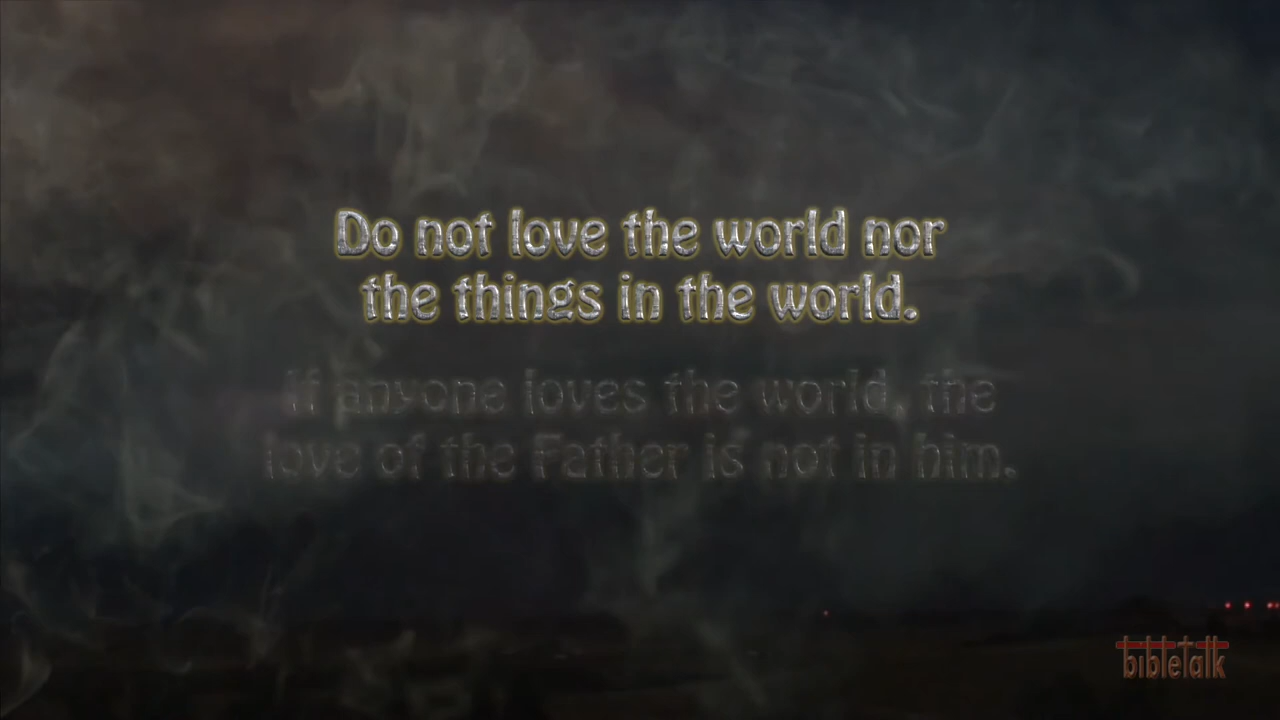 Do not love the world nor
the things in the world.
If anyone loves the world, the
love of the Father is not in him.
bibletalk